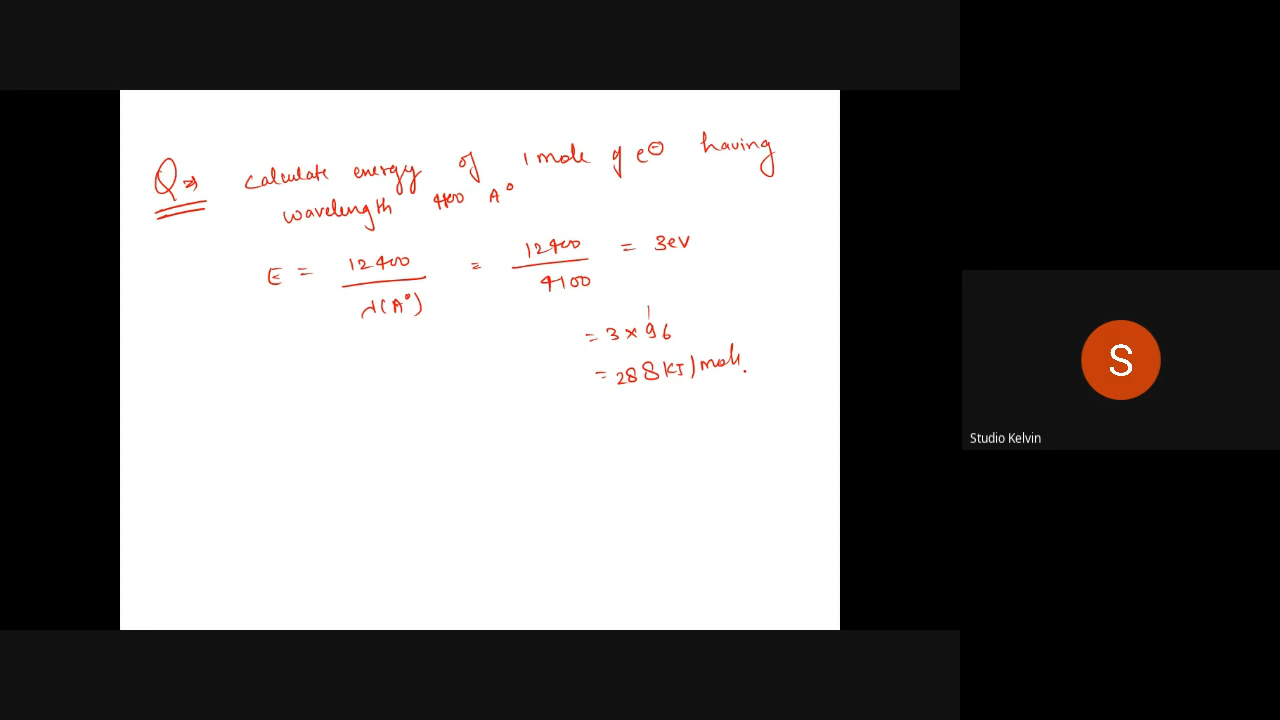 Q⇒ Calculate energy of 1 mole of e⊖ having
wavelength 4100 A°
E = 12400 / λ(A°) = 12400 / 4100 = 3eV
= 3 × 96
= 288 KJ/mole.
S
Studio Kelvin